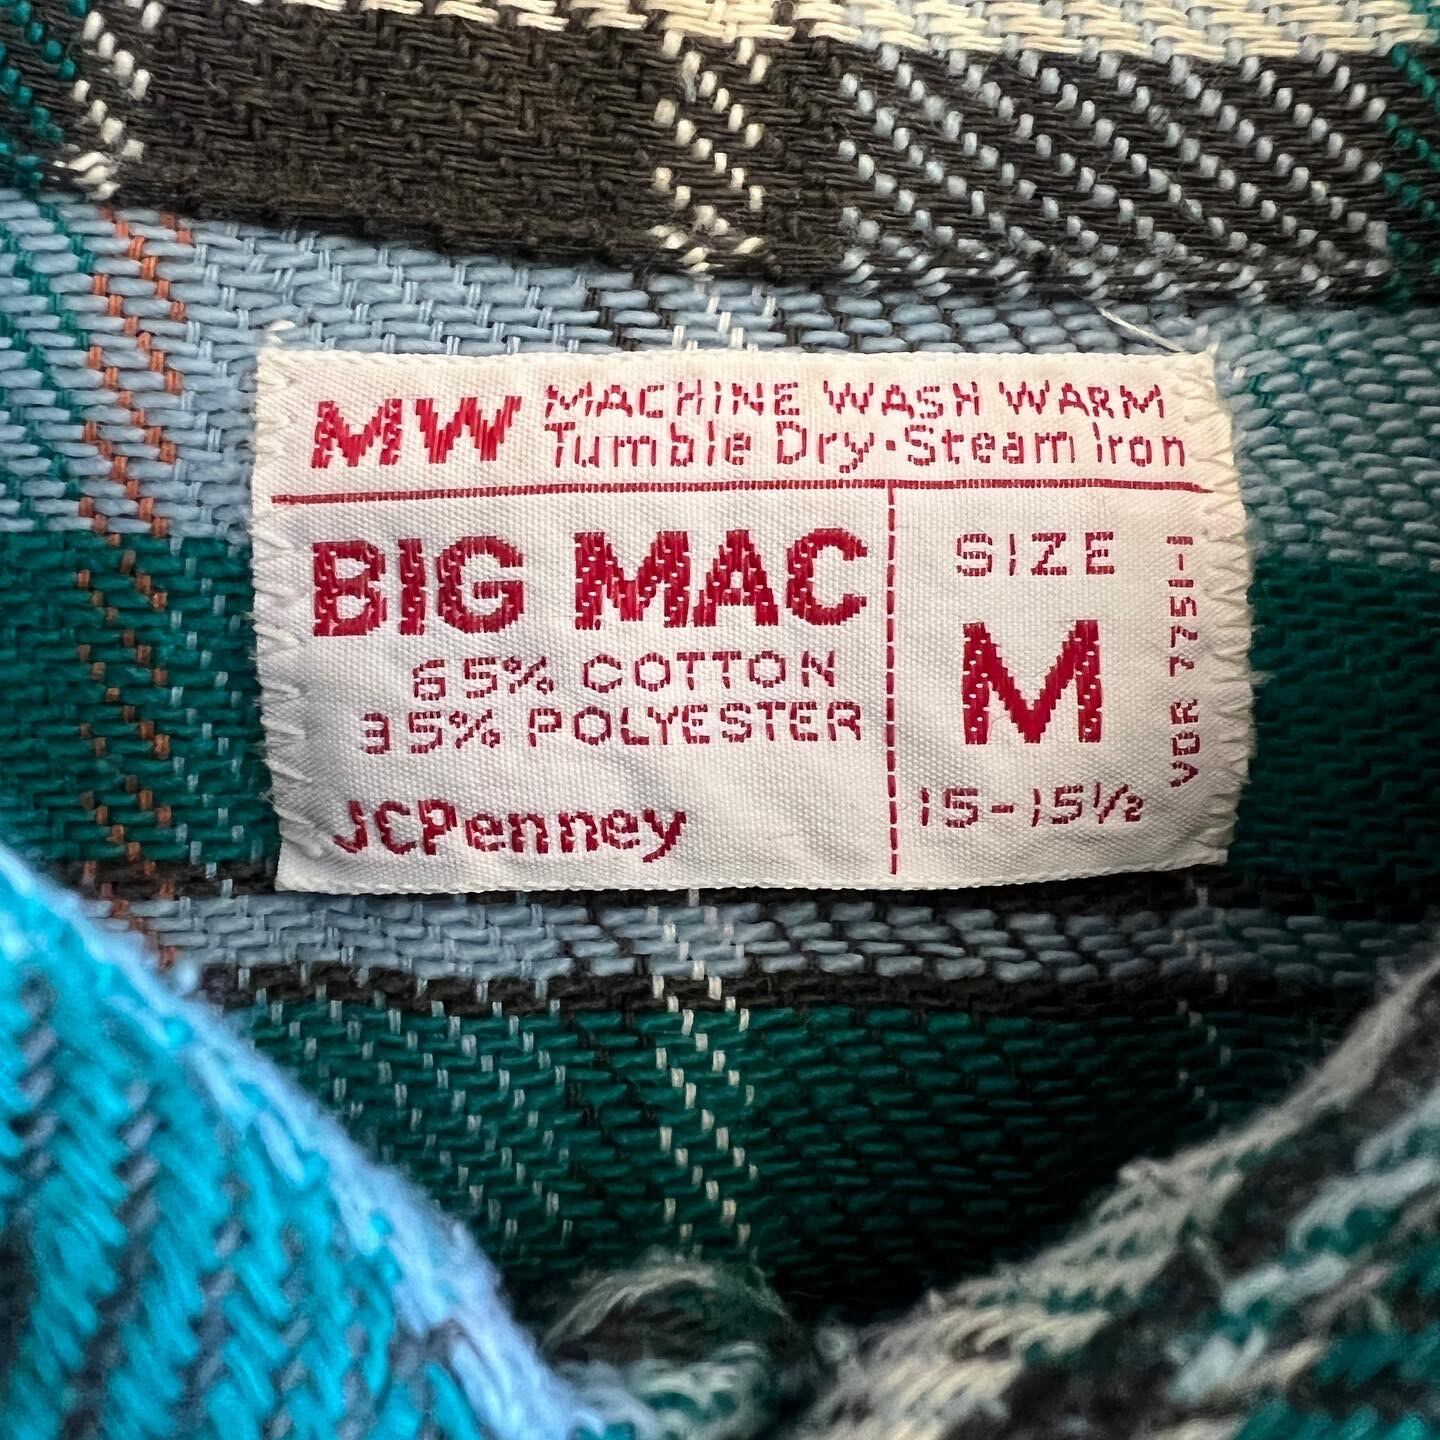 MW MACHINE WASH WARM
Tumble Dry·Steam Iron
BIG MAC
65% COTTON
35% POLYESTER
JCPenney
SIZE
M
15-15½
VDR 7751-1